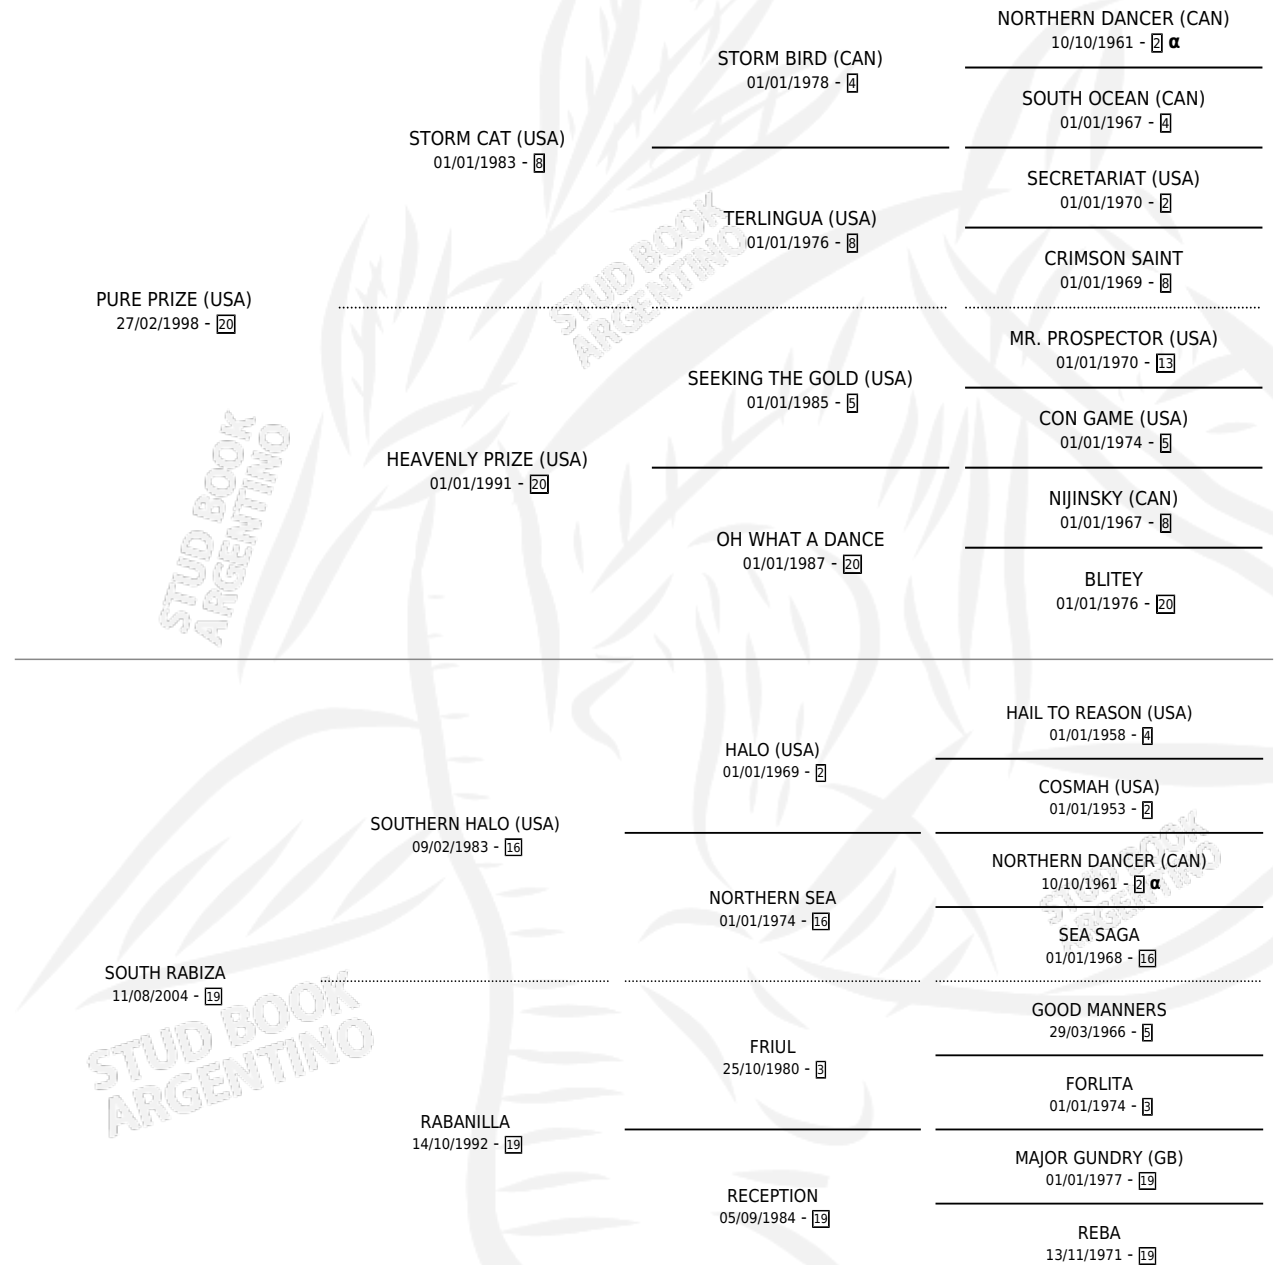 NORTHERN DANCER (CAN)
10/10/1961 - 2 α
STORM BIRD (CAN)
01/01/1978 - 4
SOUTH OCEAN (CAN)
01/01/1967 - 4
STORM CAT (USA)
01/01/1983 - 8
SECRETARIAT (USA)
01/01/1970 - 2
TERLINGUA (USA)
01/01/1976 - 8
CRIMSON SAINT
01/01/1969 - 8
STUD BOOK
ARGENTINO
PURE PRIZE (USA)
27/02/1998 - 20
MR. PROSPECTOR (USA)
01/01/1970 - 13
SEEKING THE GOLD (USA)
01/01/1985 - 5
CON GAME (USA)
01/01/1974 - 5
HEAVENLY PRIZE (USA)
01/01/1991 - 20
NIJINSKY (CAN)
01/01/1967 - 8
OH WHAT A DANCE
01/01/1987 - 20
BLITEY
01/01/1976 - 20
STUD BOOK
ARGENTINO
HAIL TO REASON (USA)
01/01/1958 - 4
HALO (USA)
01/01/1969 - 2
COSMAH (USA)
01/01/1953 - 2
SOUTHERN HALO (USA)
09/02/1983 - 16
NORTHERN DANCER (CAN)
10/10/1961 - 2 α
NORTHERN SEA
01/01/1974 - 16
SEA SAGA
01/01/1968 - 16
STUD BOOK
ARGENTINO
SOUTH RABIZA
11/08/2004 - 19
GOOD MANNERS
29/03/1966 - 5
FRIUL
25/10/1980 - 3
FORLITA
01/01/1974 - 3
RABANILLA
14/10/1992 - 19
MAJOR GUNDRY (GB)
01/01/1977 - 19
RECEPTION
05/09/1984 - 19
REBA
13/11/1971 - 19
STUD BOOK
ARGENTINO